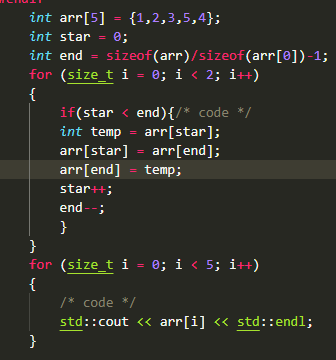 int arr[5] = {1,2,3,5,4};
int star = 0;
int end = sizeof(arr)/sizeof(arr[0])-1;
for (size_t i = 0; i < 2; i++)
{
if(star < end){/* code */
int temp = arr[star];
arr[star] = arr[end];
arr[end] = temp;
star++;
end--;
}
}
for (size_t i = 0; i < 5; i++)
{
/* code */
std::cout << arr[i] << std::endl;
}